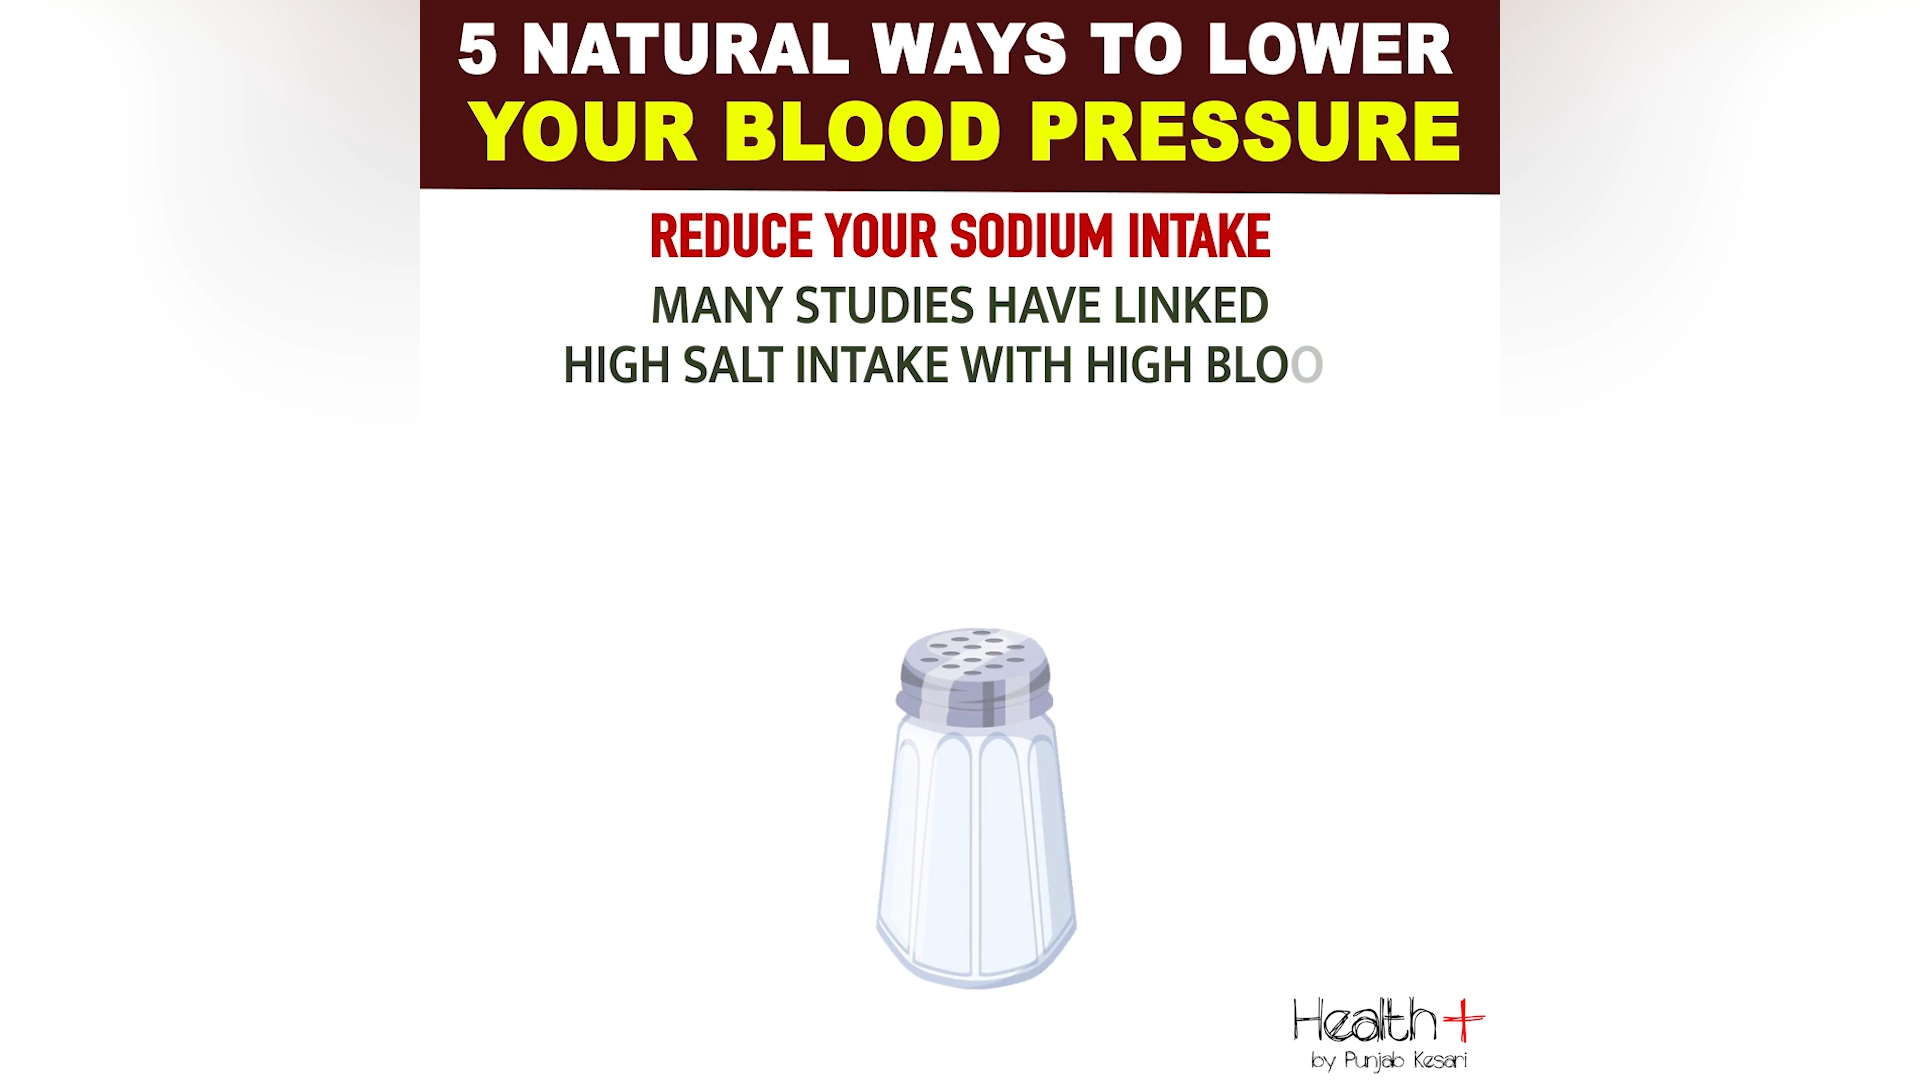 5 NATURAL WAYS TO LOWER
YOUR BLOOD PRESSURE
REDUCE YOUR SODIUM INTAKE
MANY STUDIES HAVE LINKED
HIGH SALT INTAKE WITH HIGH BLOO
Health+
by Punjab Kesari